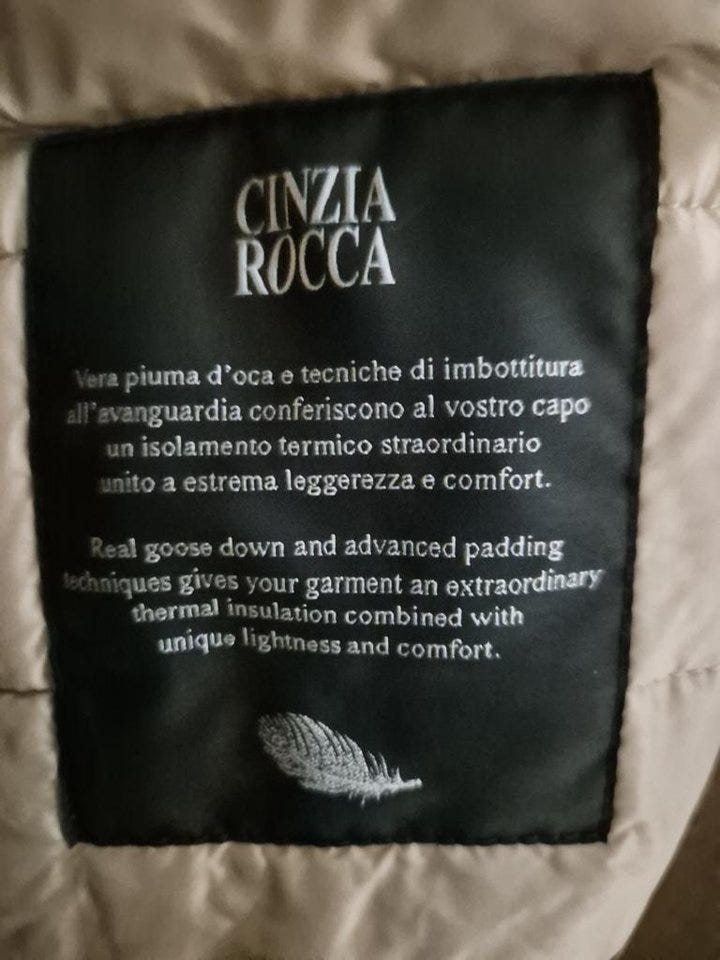 CINZIA
ROCCA
Vera piuma d'oca e tecniche di imbottitura
all'avanguardia conferiscono al vostro capo
un isolamento termico straordinario
unito a estrema leggerezza e comfort.
Real goose down and advanced padding
techniques gives your garment an extraordinary
thermal insulation combined with
unique lightness and comfort.